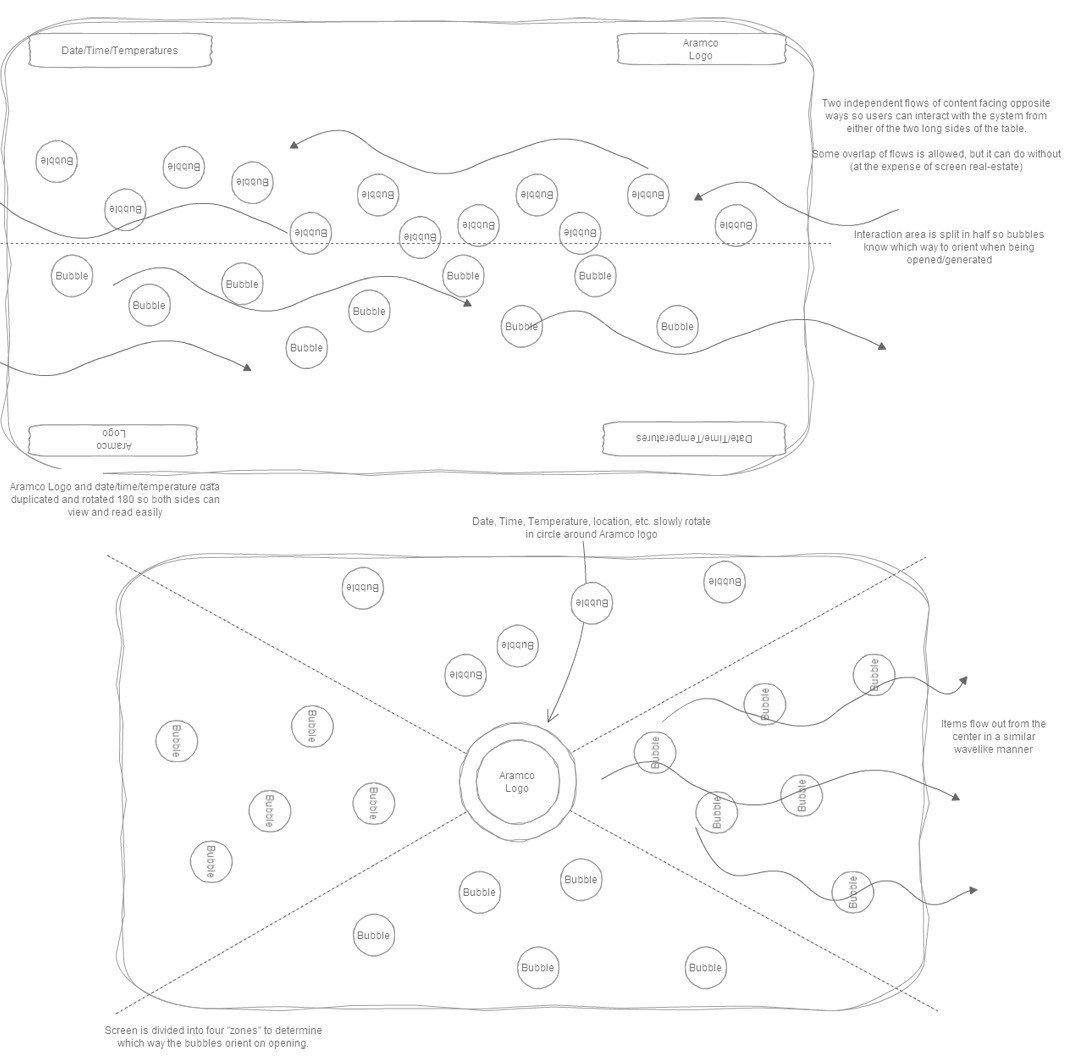 Date/Time/Temperatures
Aramco
Logo
Two independent flows of content facing opposite
ways so users can interact with the system from
either of the two long sides of the table.
Some overlap of flows is allowed, but it can do without
(at the expense of screen real-estate)
Bubble
Bubble
Bubble
Bubble
Bubble
Bubble
Bubble
Bubble
Bubble
Bubble
Bubble
Bubble
Interaction area is split in half so bubbles
know which way to orient when being
opened/generated
Bubble
Bubble
Bubble
Bubble
Bubble
Bubble
Bubble
Bubble
Bubble
Aramco
Logo
Date/Time/Temperatures
Aramco Logo and date/time/temperature data
duplicated and rotated 180 so both sides can
view and read easily
Date, Time, Temperature, location, etc. slowly rotate
in circle around Aramco logo
Bubble
Bubble
Bubble
Bubble
Bubble
Bubble
Bubble
Bubble
Bubble
Bubble
Bubble
Items flow out from the
center in a similar
wavelike manner
Bubble
Aramco
Logo
Bubble
Bubble
Bubble
Bubble
Bubble
Bubble
Bubble
Bubble
Bubble
Screen is divided into four "zones" to determine
which way the bubbles orient on opening.